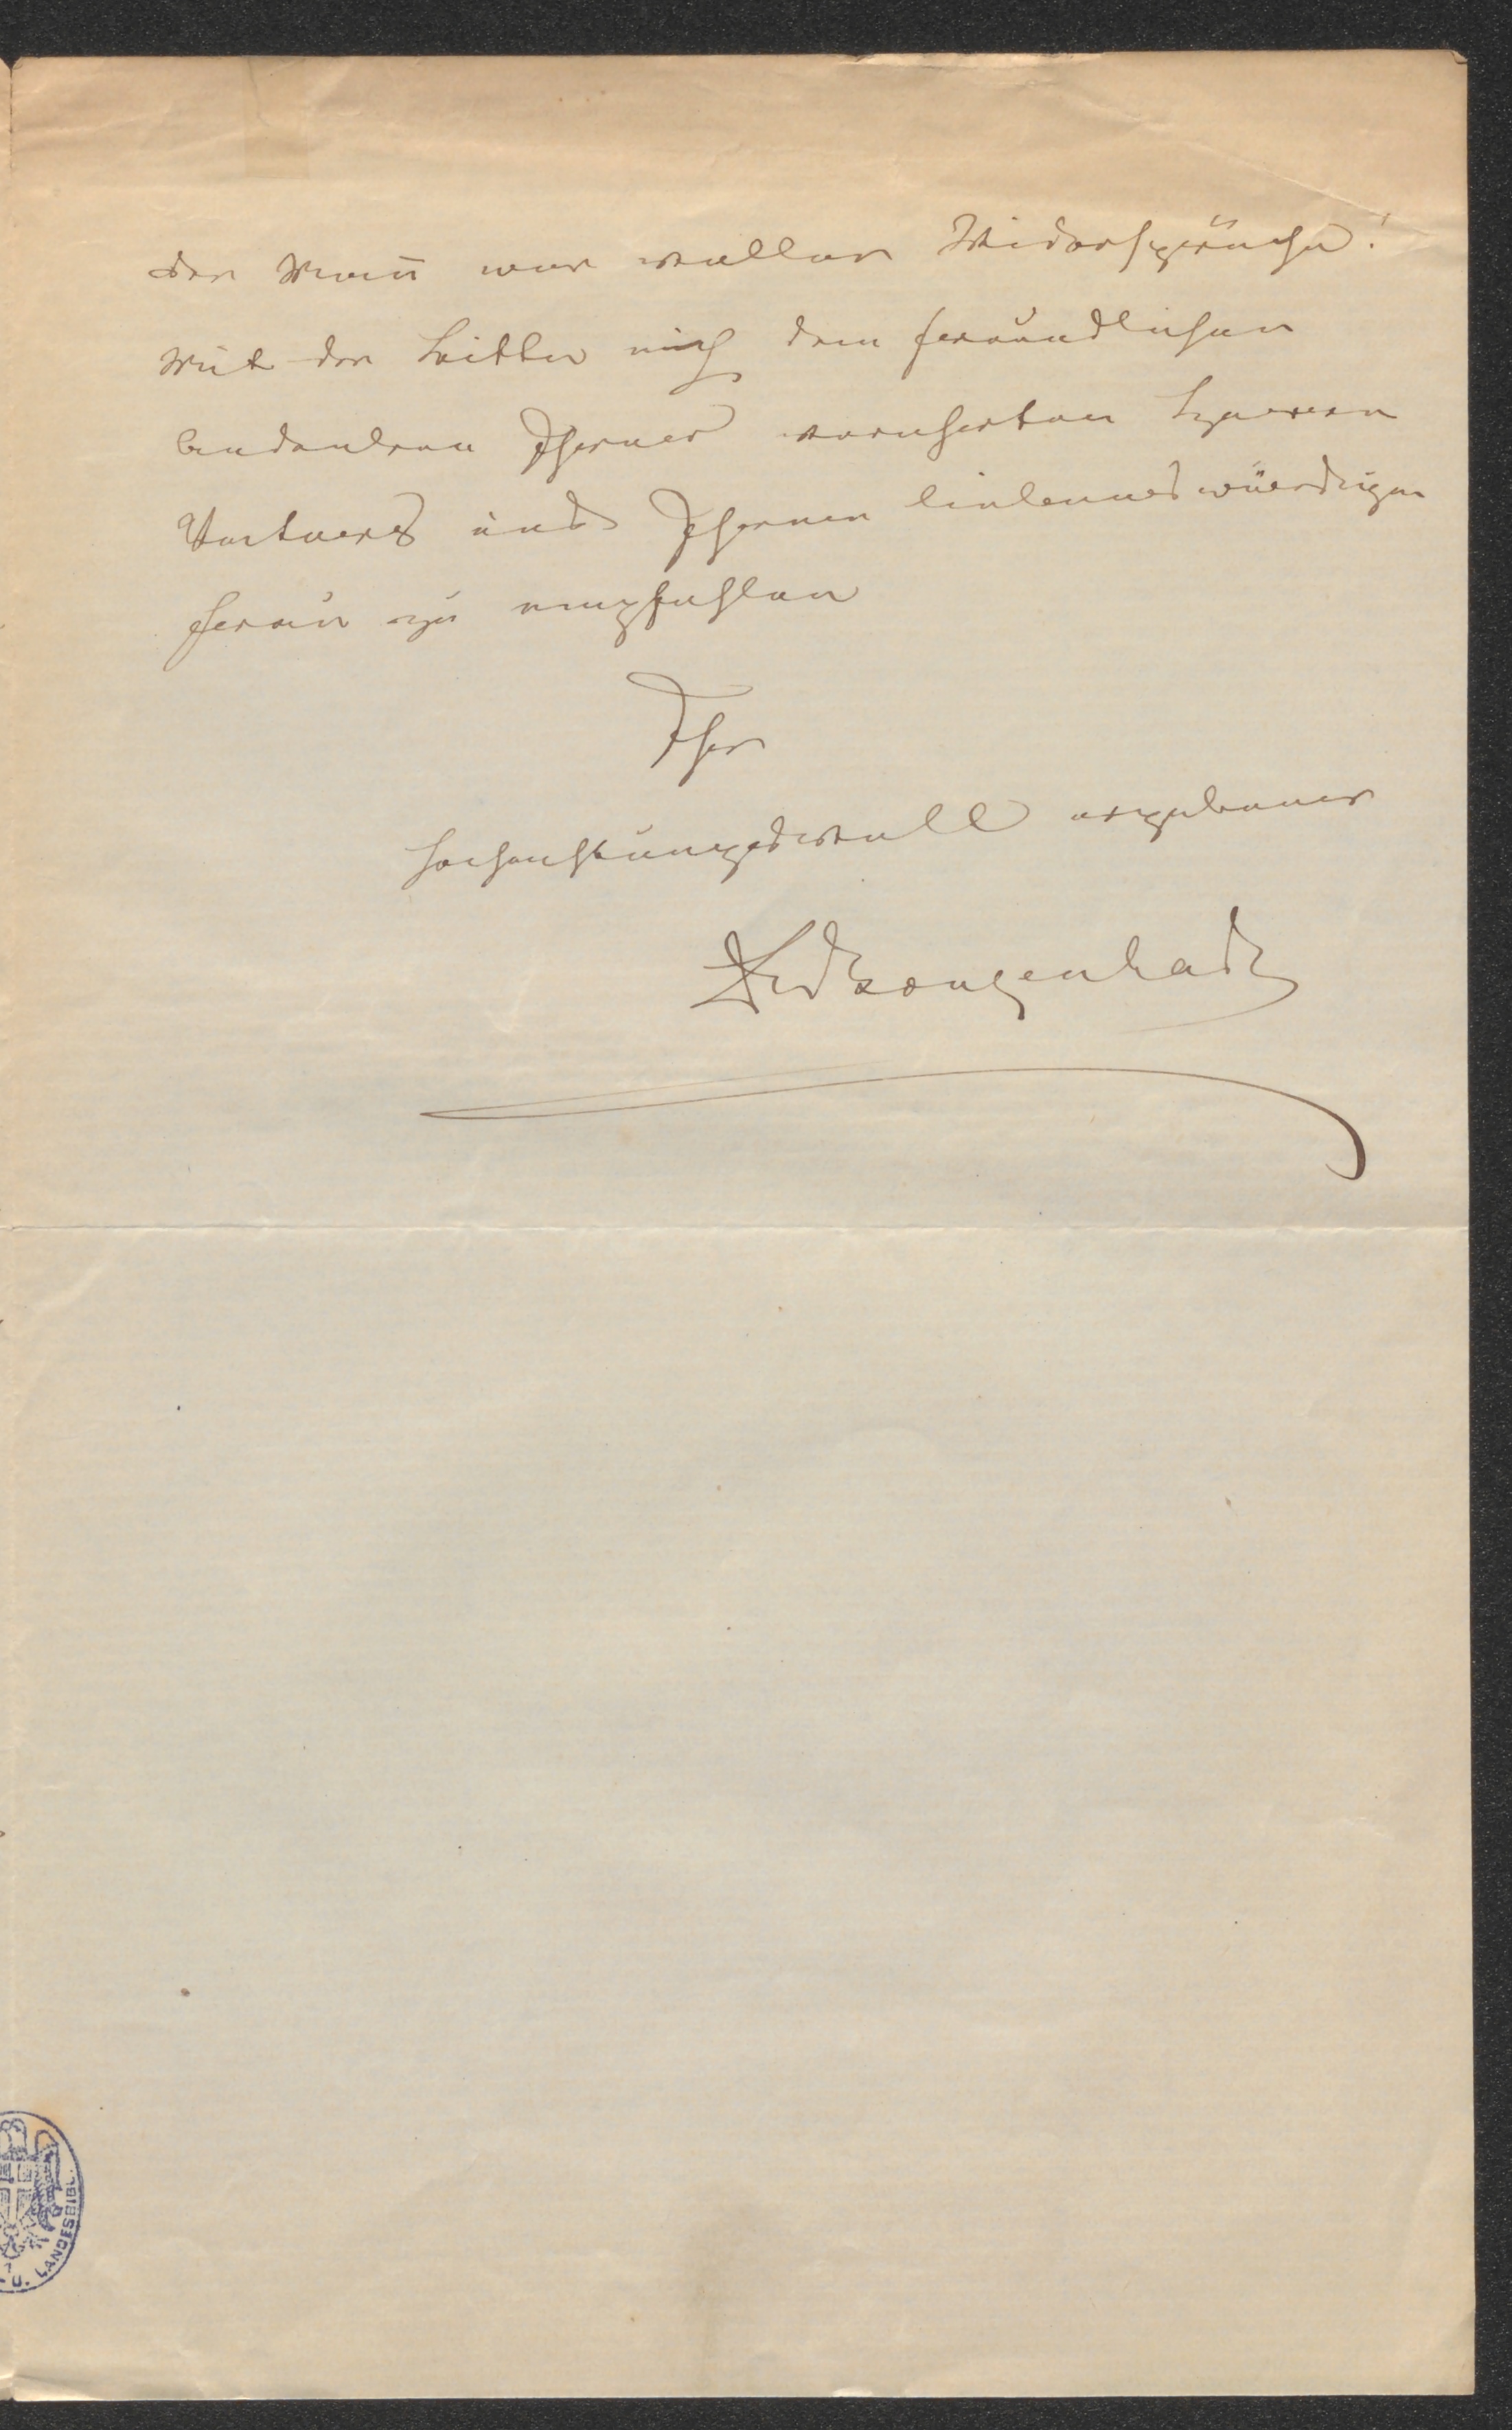 der Mann war voller Widersprüche!
Mit der Bitte mich dem freundlichen
Andenken Ihres verehrten Herrn
Vaters und Ihrer liebenswürdigen
Frau zu empfehlen
Ihr
hochachtungsvoll ergebener
U. LANDESBIBL.